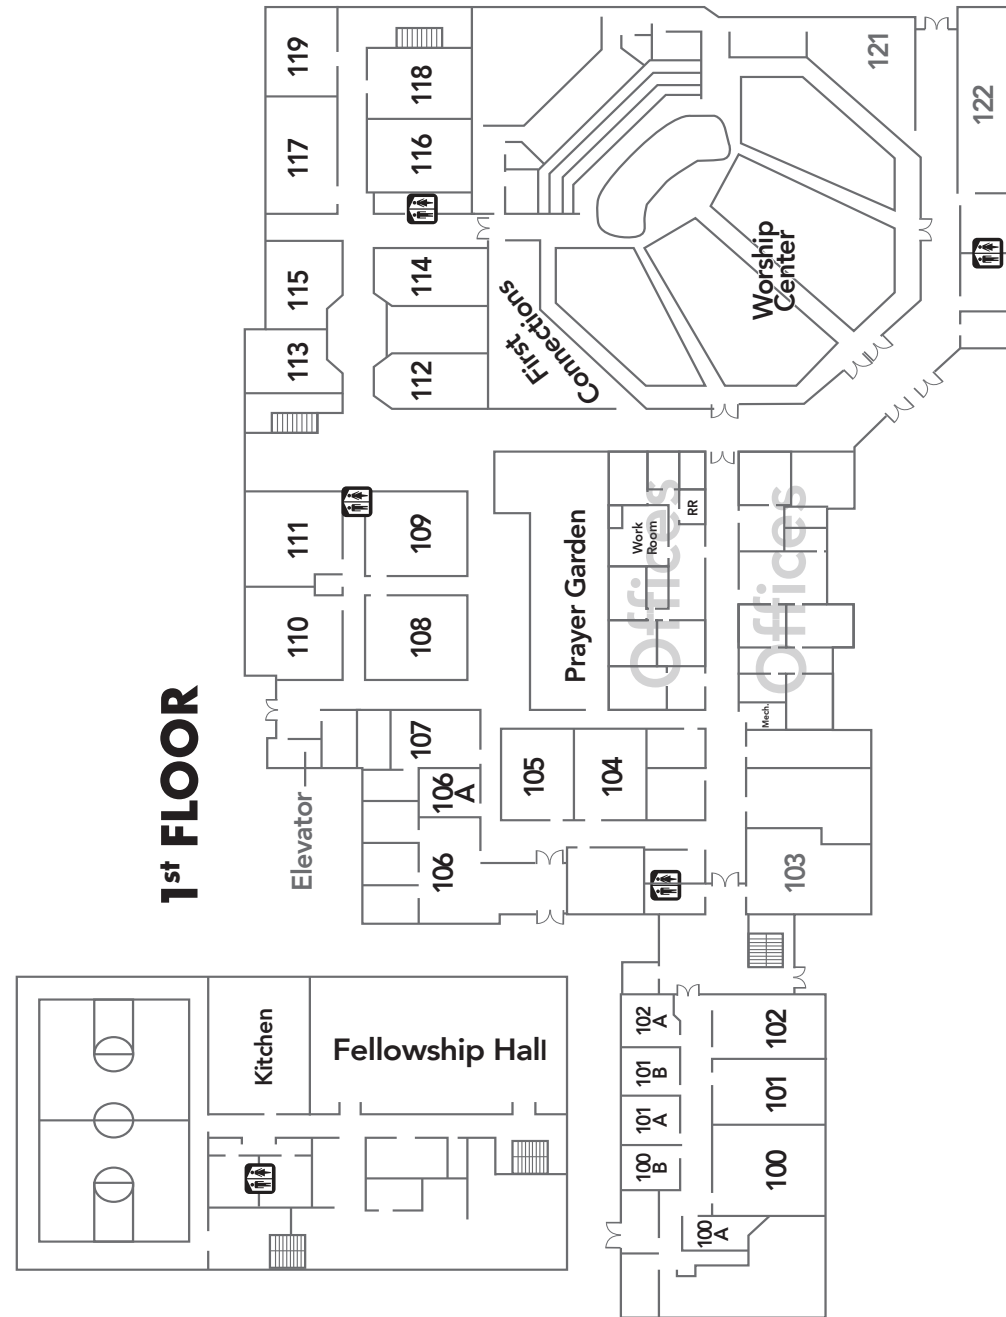 1st FLOOR
119
117
118
116
121
122
115
114
113
112
First
Connections
Worship
Center
111
109
110
108
Prayer Garden
Work
Room
RR
Offices
Offices
Mech.
Elevator
107
106
A
106
105
104
103
Kitchen
Fellowship Hall
102
A
101
B
101
A
100
B
100
A
102
101
100